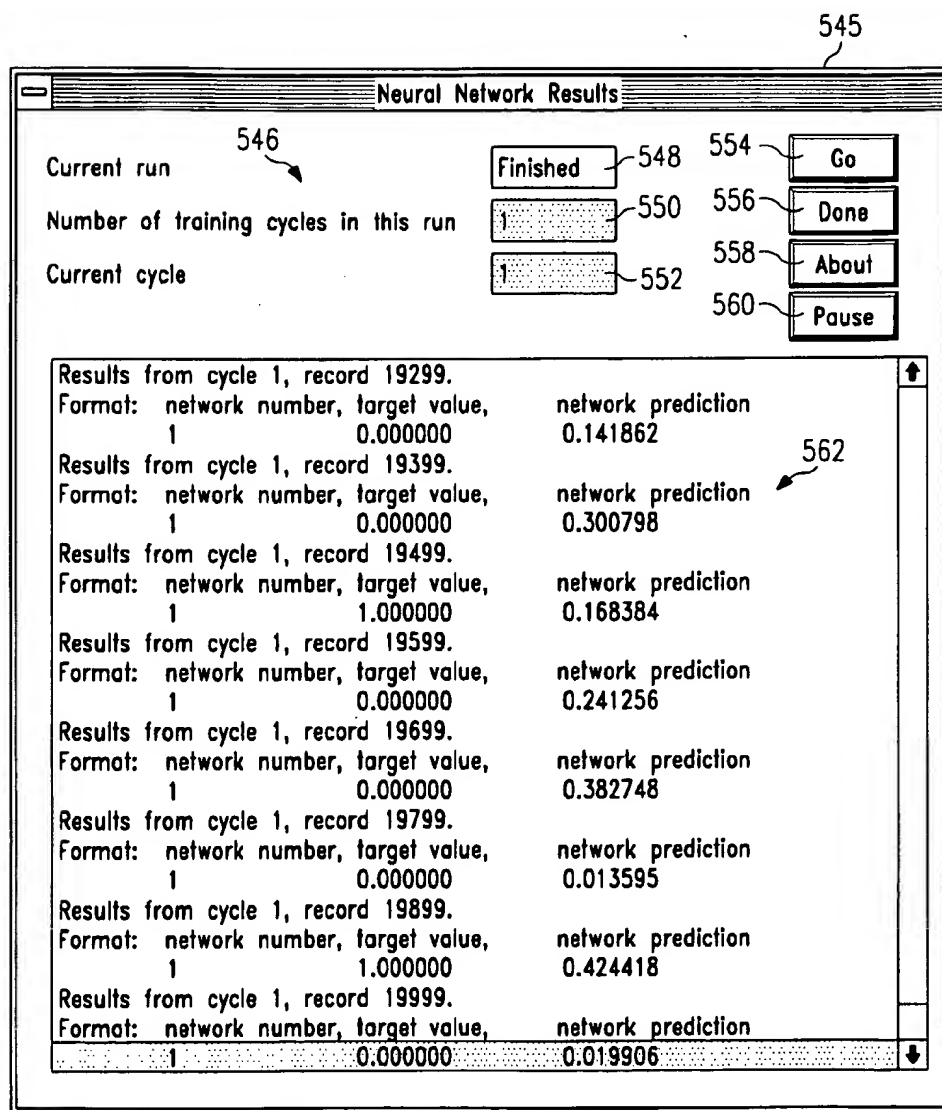 545
Neural Network Results
546
Current run Finished 548 554 Go
Number of training cycles in this run 1 550 556 Done
Current cycle 1 552 558 About
560 Pause
Results from cycle 1, record 19299.
Format: network number, target value, network prediction
1 0.000000 0.141862
562
Results from cycle 1, record 19399.
Format: network number, target value, network prediction
1 0.000000 0.300798
Results from cycle 1, record 19499.
Format: network number, target value, network prediction
1 1.000000 0.168384
Results from cycle 1, record 19599.
Format: network number, target value, network prediction
1 0.000000 0.241256
Results from cycle 1, record 19699.
Format: network number, target value, network prediction
1 0.000000 0.382748
Results from cycle 1, record 19799.
Format: network number, target value, network prediction
1 0.000000 0.013595
Results from cycle 1, record 19899.
Format: network number, target value, network prediction
1 1.000000 0.424418
Results from cycle 1, record 19999.
Format: network number, target value, network prediction
1 0.000000 0.019906